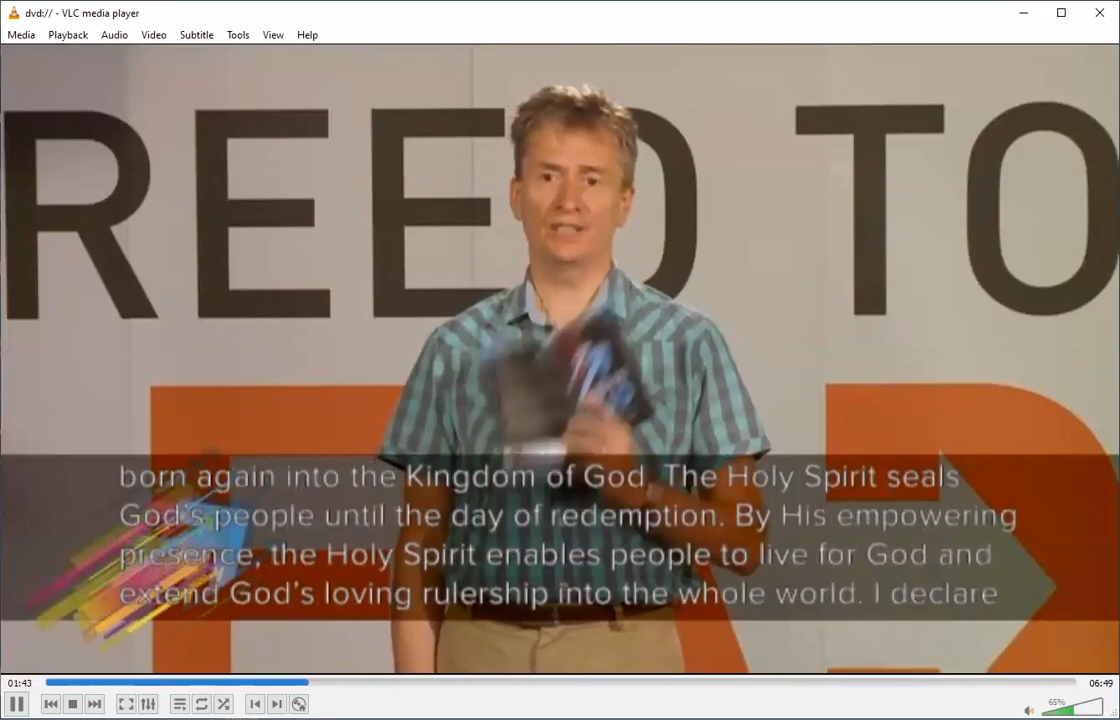 dvd:// - VLC media player
Media Playback Audio Video Subtitle Tools View Help
REED TO
born again into the Kingdom of God. The Holy Spirit seals
God's people until the day of redemption. By His empowering
presence, the Holy Spirit enables people to live for God and
extend God's loving rulership into the whole world. I declare
01:43 06:49
65%